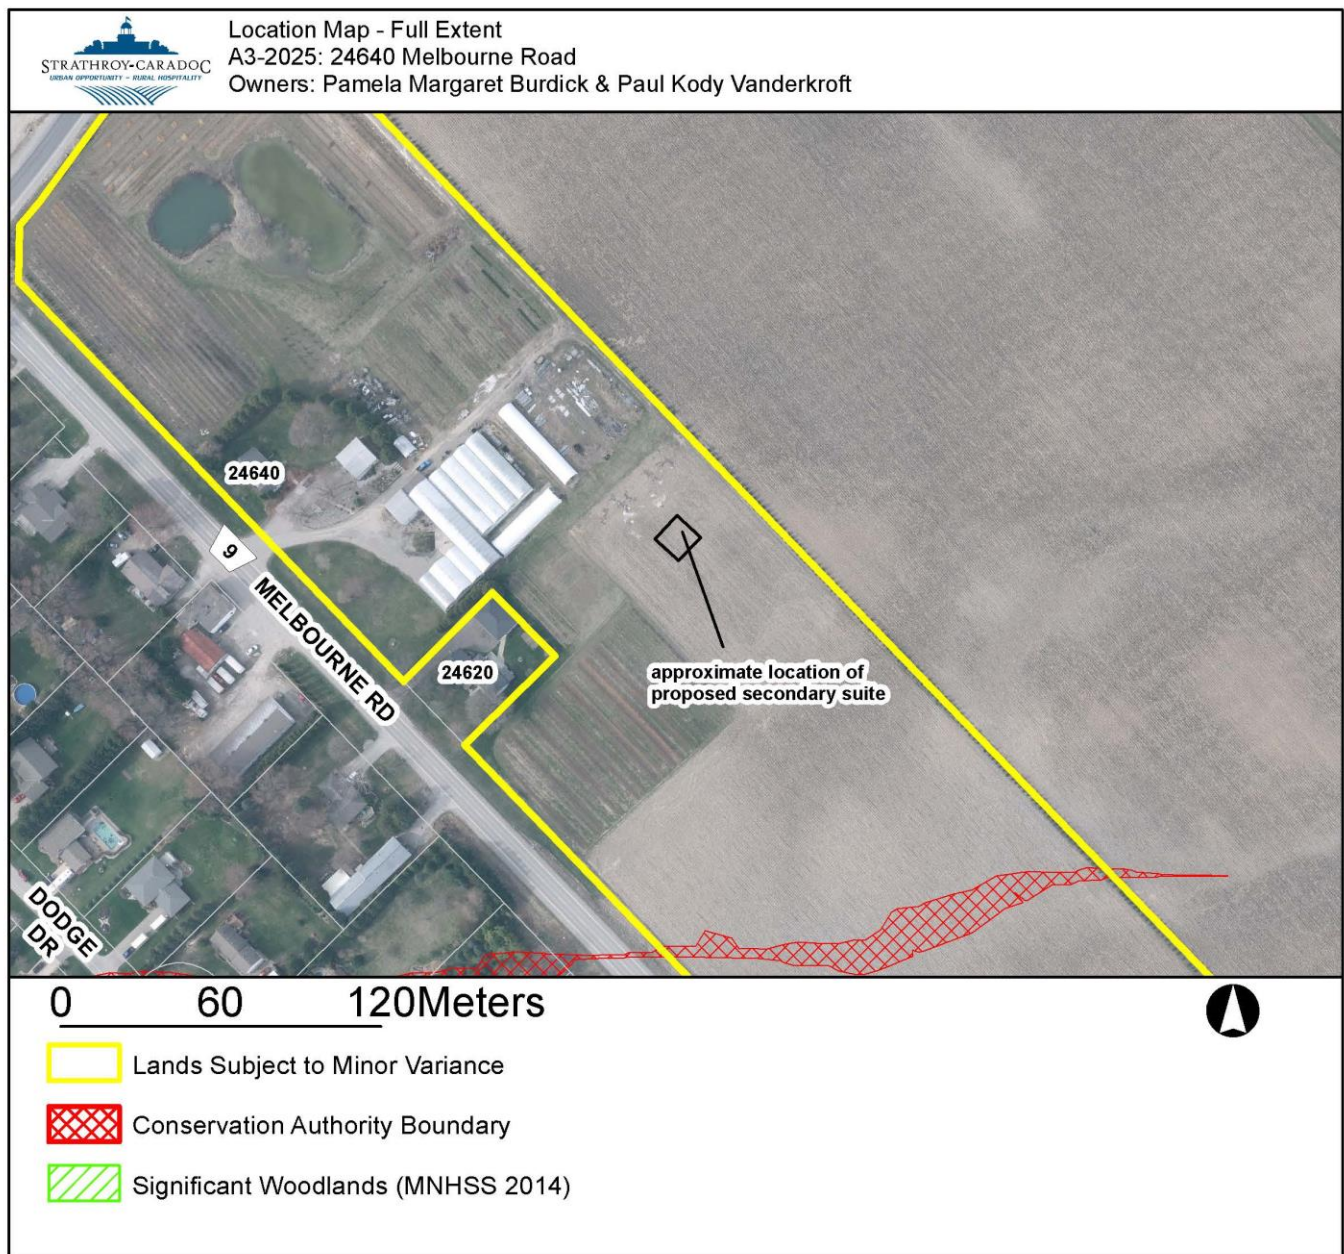 STRATHROY-CARADOC
URBAN OPPORTUNITY - RURAL HOSPITALITY
Location Map - Full Extent
A3-2025: 24640 Melbourne Road
Owners: Pamela Margaret Burdick & Paul Kody Vanderkroft
24640
9
MELBOURNE RD
24620
approximate location of
proposed secondary suite
DODGE
DR
0 60 120Meters
Lands Subject to Minor Variance
Conservation Authority Boundary
Significant Woodlands (MNHSS 2014)